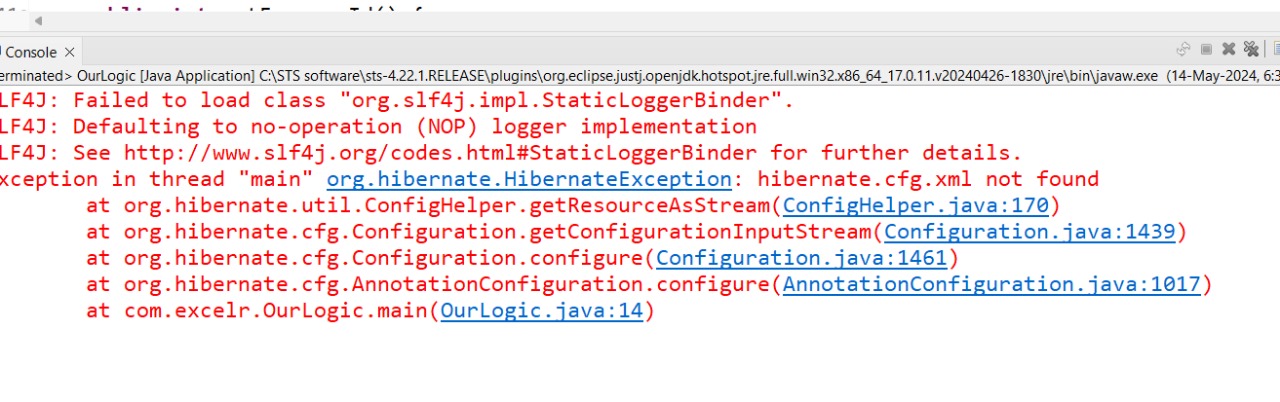 Console ×
erminated> OurLogic [Java Application] C:\STS software\sts-4.22.1.RELEASE\plugins\org.eclipse.justj.openjdk.hotspot.jre.full.win32.x86_64_17.0.11.v20240426-1830\jre\bin\javaw.exe (14-May-2024, 6:3
LF4J: Failed to load class "org.slf4j.impl.StaticLoggerBinder".
LF4J: Defaulting to no-operation (NOP) logger implementation
LF4J: See http://www.slf4j.org/codes.html#StaticLoggerBinder for further details.
xception in thread "main" org.hibernate.HibernateException: hibernate.cfg.xml not found
at org.hibernate.util.ConfigHelper.getResourceAsStream(ConfigHelper.java:170)
at org.hibernate.cfg.Configuration.getConfigurationInputStream(Configuration.java:1439)
at org.hibernate.cfg.Configuration.configure(Configuration.java:1461)
at org.hibernate.cfg.AnnotationConfiguration.configure(AnnotationConfiguration.java:1017)
at com.excelr.OurLogic.main(OurLogic.java:14)